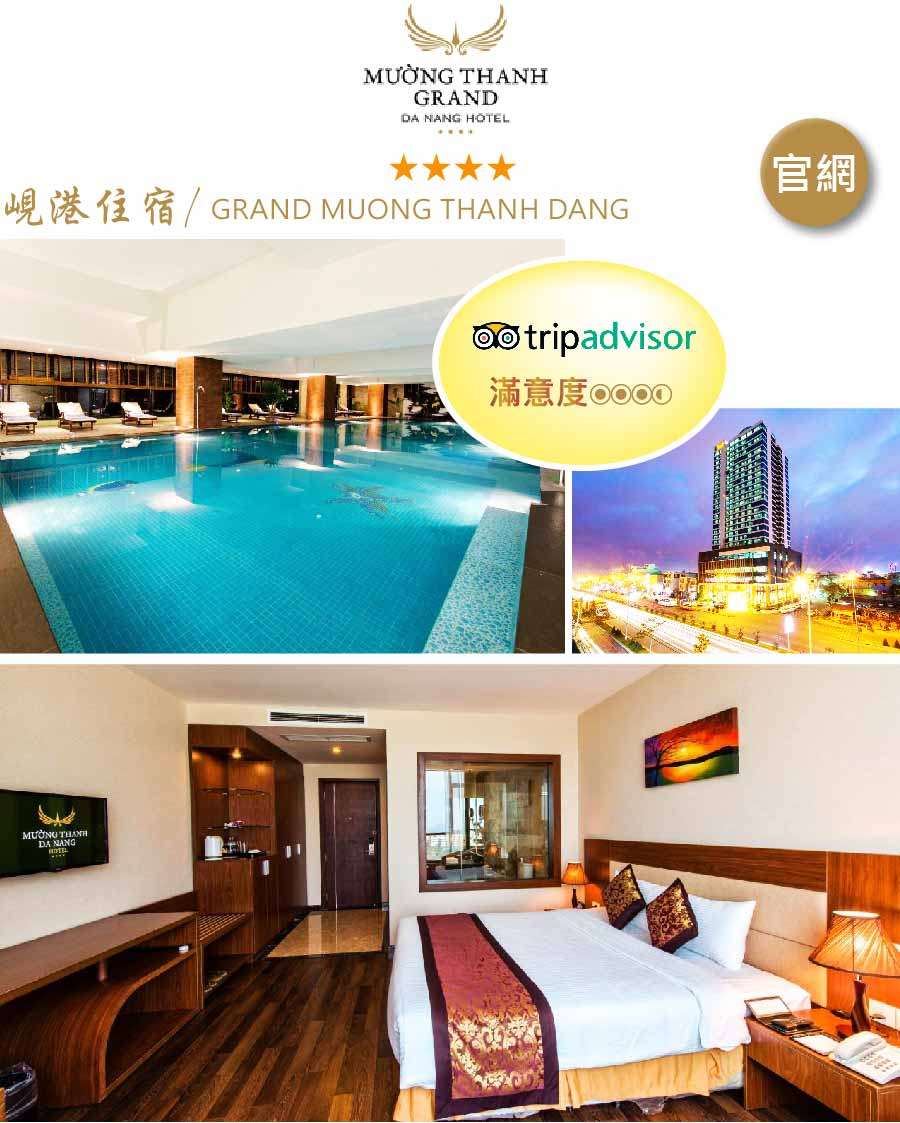 MƯỜNG THANH
GRAND
DA NANG HOTEL
官網
峴港住宿/ GRAND MUONG THANH DANG
tripadvisor
滿意度
MƯỜNG THANH
DA NANG
HOTEL